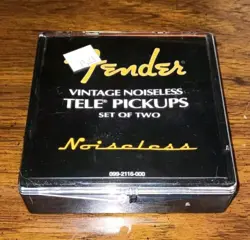 Fender
VINTAGE NOISELESS
TELE® PICKUPS
SET OF TWO
Noiseless
099-2116-000